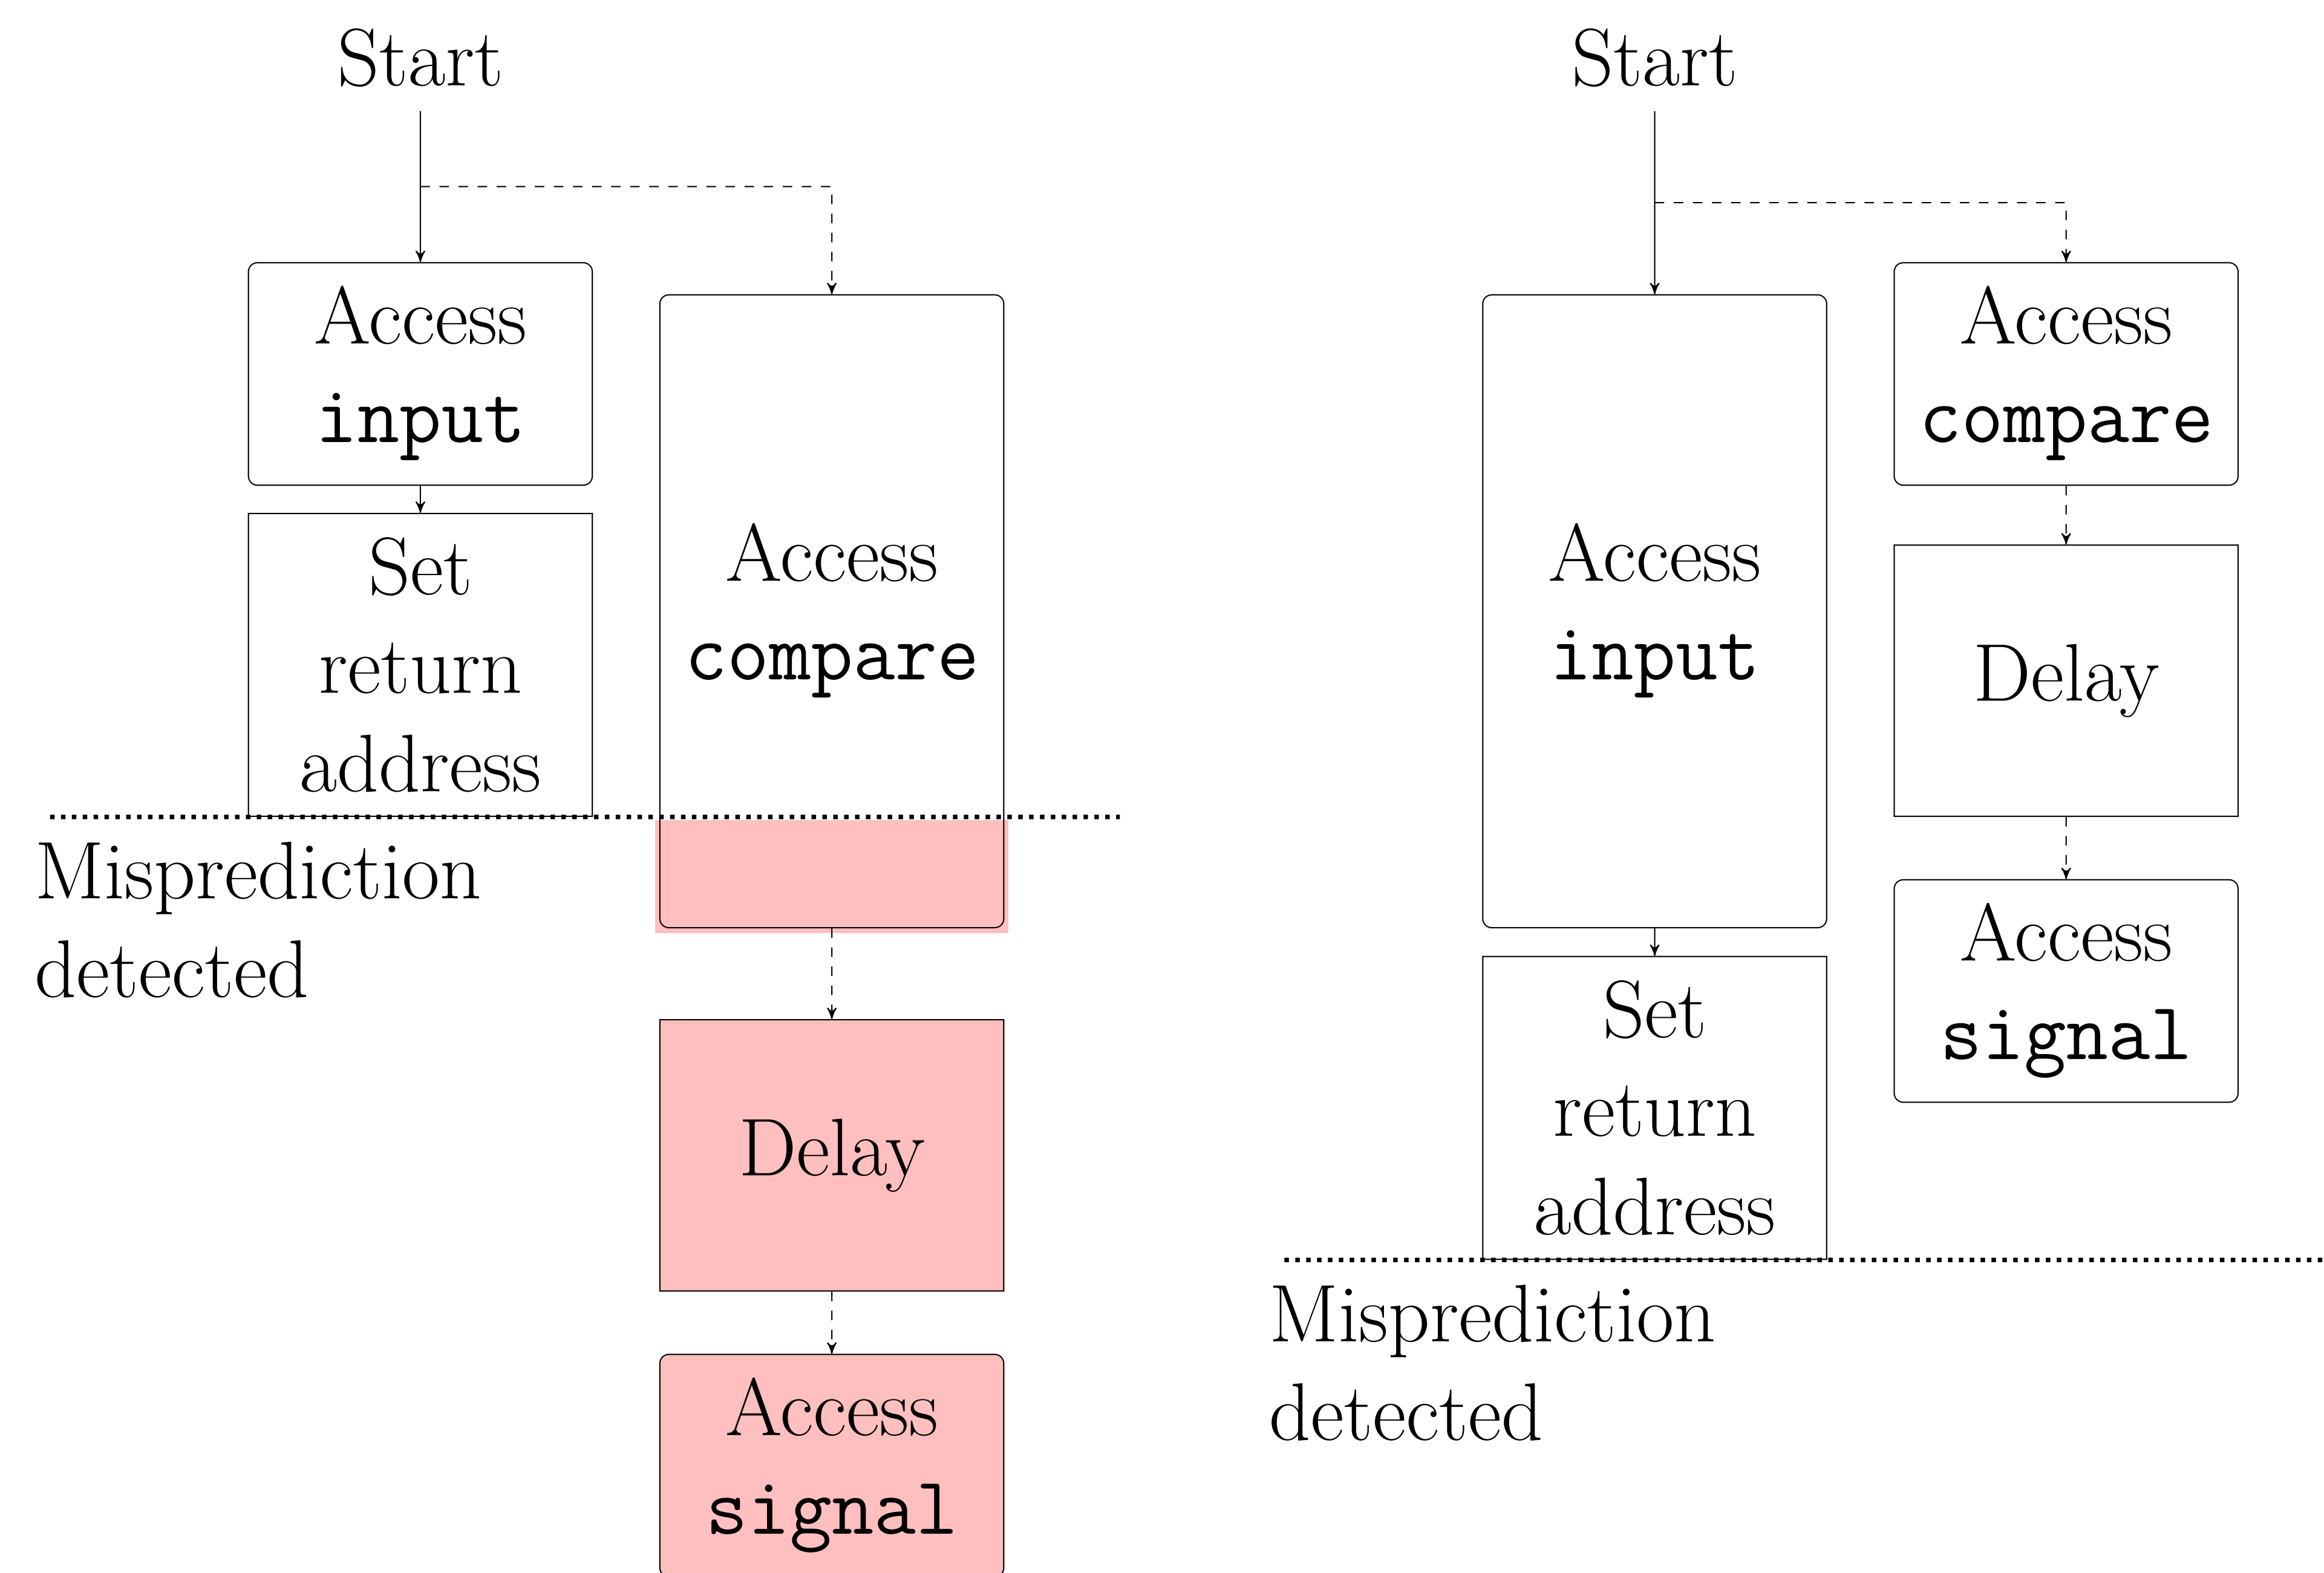 Start
Access
input
Set
return
address
Access
compare
Misprediction
detected
Delay
Access
signal
Start
Access
input
Set
return
address
Access
compare
Delay
Access
signal
Misprediction
detected